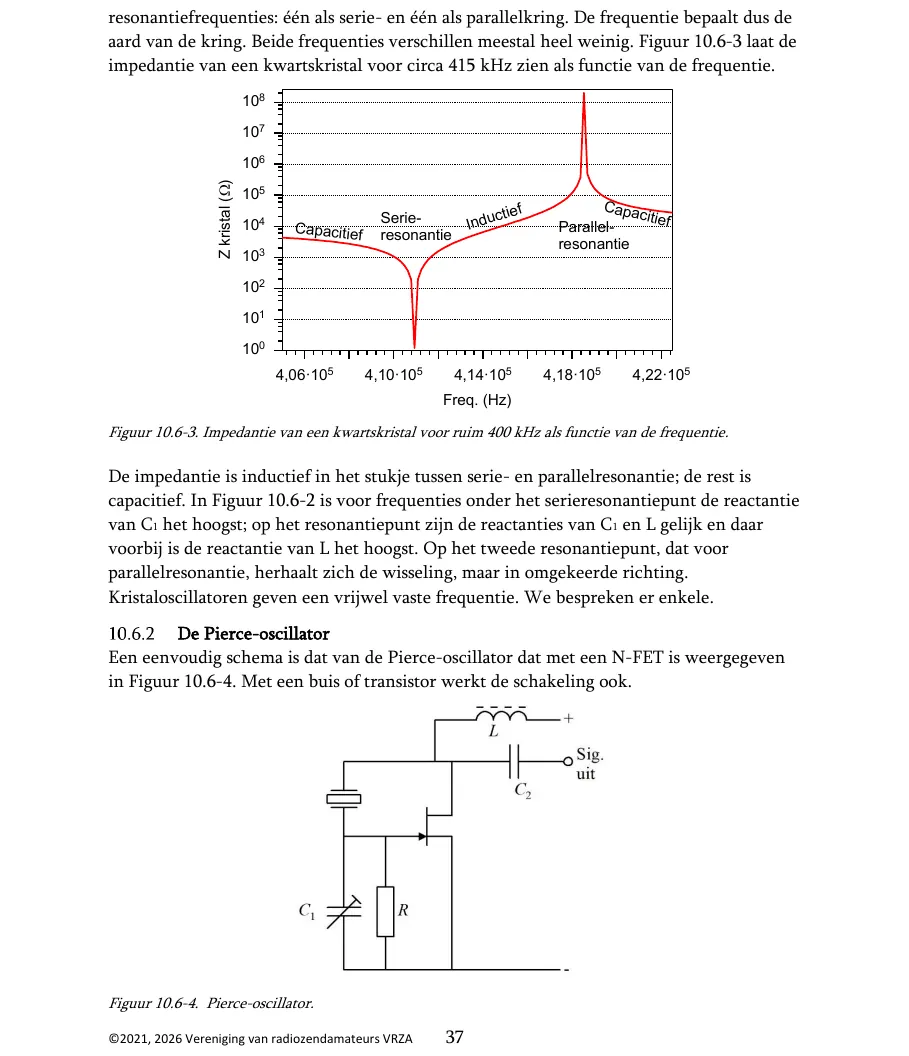 resonantiefrequenties: één als serie- en één als parallelkring. De frequentie bepaalt dus de
aard van de kring. Beide frequenties verschillen meestal heel weinig. Figuur 10.6-3 laat de
impedantie van een kwartskristal voor circa 415 kHz zien als functie van de frequentie.
Z kristal (Ω)
10⁸
10⁷
10⁶
10⁵
10⁴
10³
10²
10¹
10⁰
Capacitief
Serie-
resonantie
Inductief
Parallel-
resonantie
Capacitief
4,06·10⁵ 4,10·10⁵ 4,14·10⁵ 4,18·10⁵ 4,22·10⁵
Freq. (Hz)
Figuur 10.6-3. Impedantie van een kwartskristal voor ruim 400 kHz als functie van de frequentie.
De impedantie is inductief in het stukje tussen serie- en parallelresonantie; de rest is
capacitief. In Figuur 10.6-2 is voor frequenties onder het serieresonantiepunt de reactantie
van C₁ het hoogst; op het resonantiepunt zijn de reactanties van C₁ en L gelijk en daar
voorbij is de reactantie van L het hoogst. Op het tweede resonantiepunt, dat voor
parallelresonantie, herhaalt zich de wisseling, maar in omgekeerde richting.
Kristaloscillatoren geven een vrijwel vaste frequentie. We bespreken er enkele.
10.6.2 De Pierce-oscillator
Een eenvoudig schema is dat van de Pierce-oscillator dat met een N-FET is weergegeven
in Figuur 10.6-4. Met een buis of transistor werkt de schakeling ook.
L
+
Sig.
uit
C₂
C₁
R
-
Figuur 10.6-4. Pierce-oscillator.
©2021, 2026 Vereniging van radiozendamateurs VRZA 37